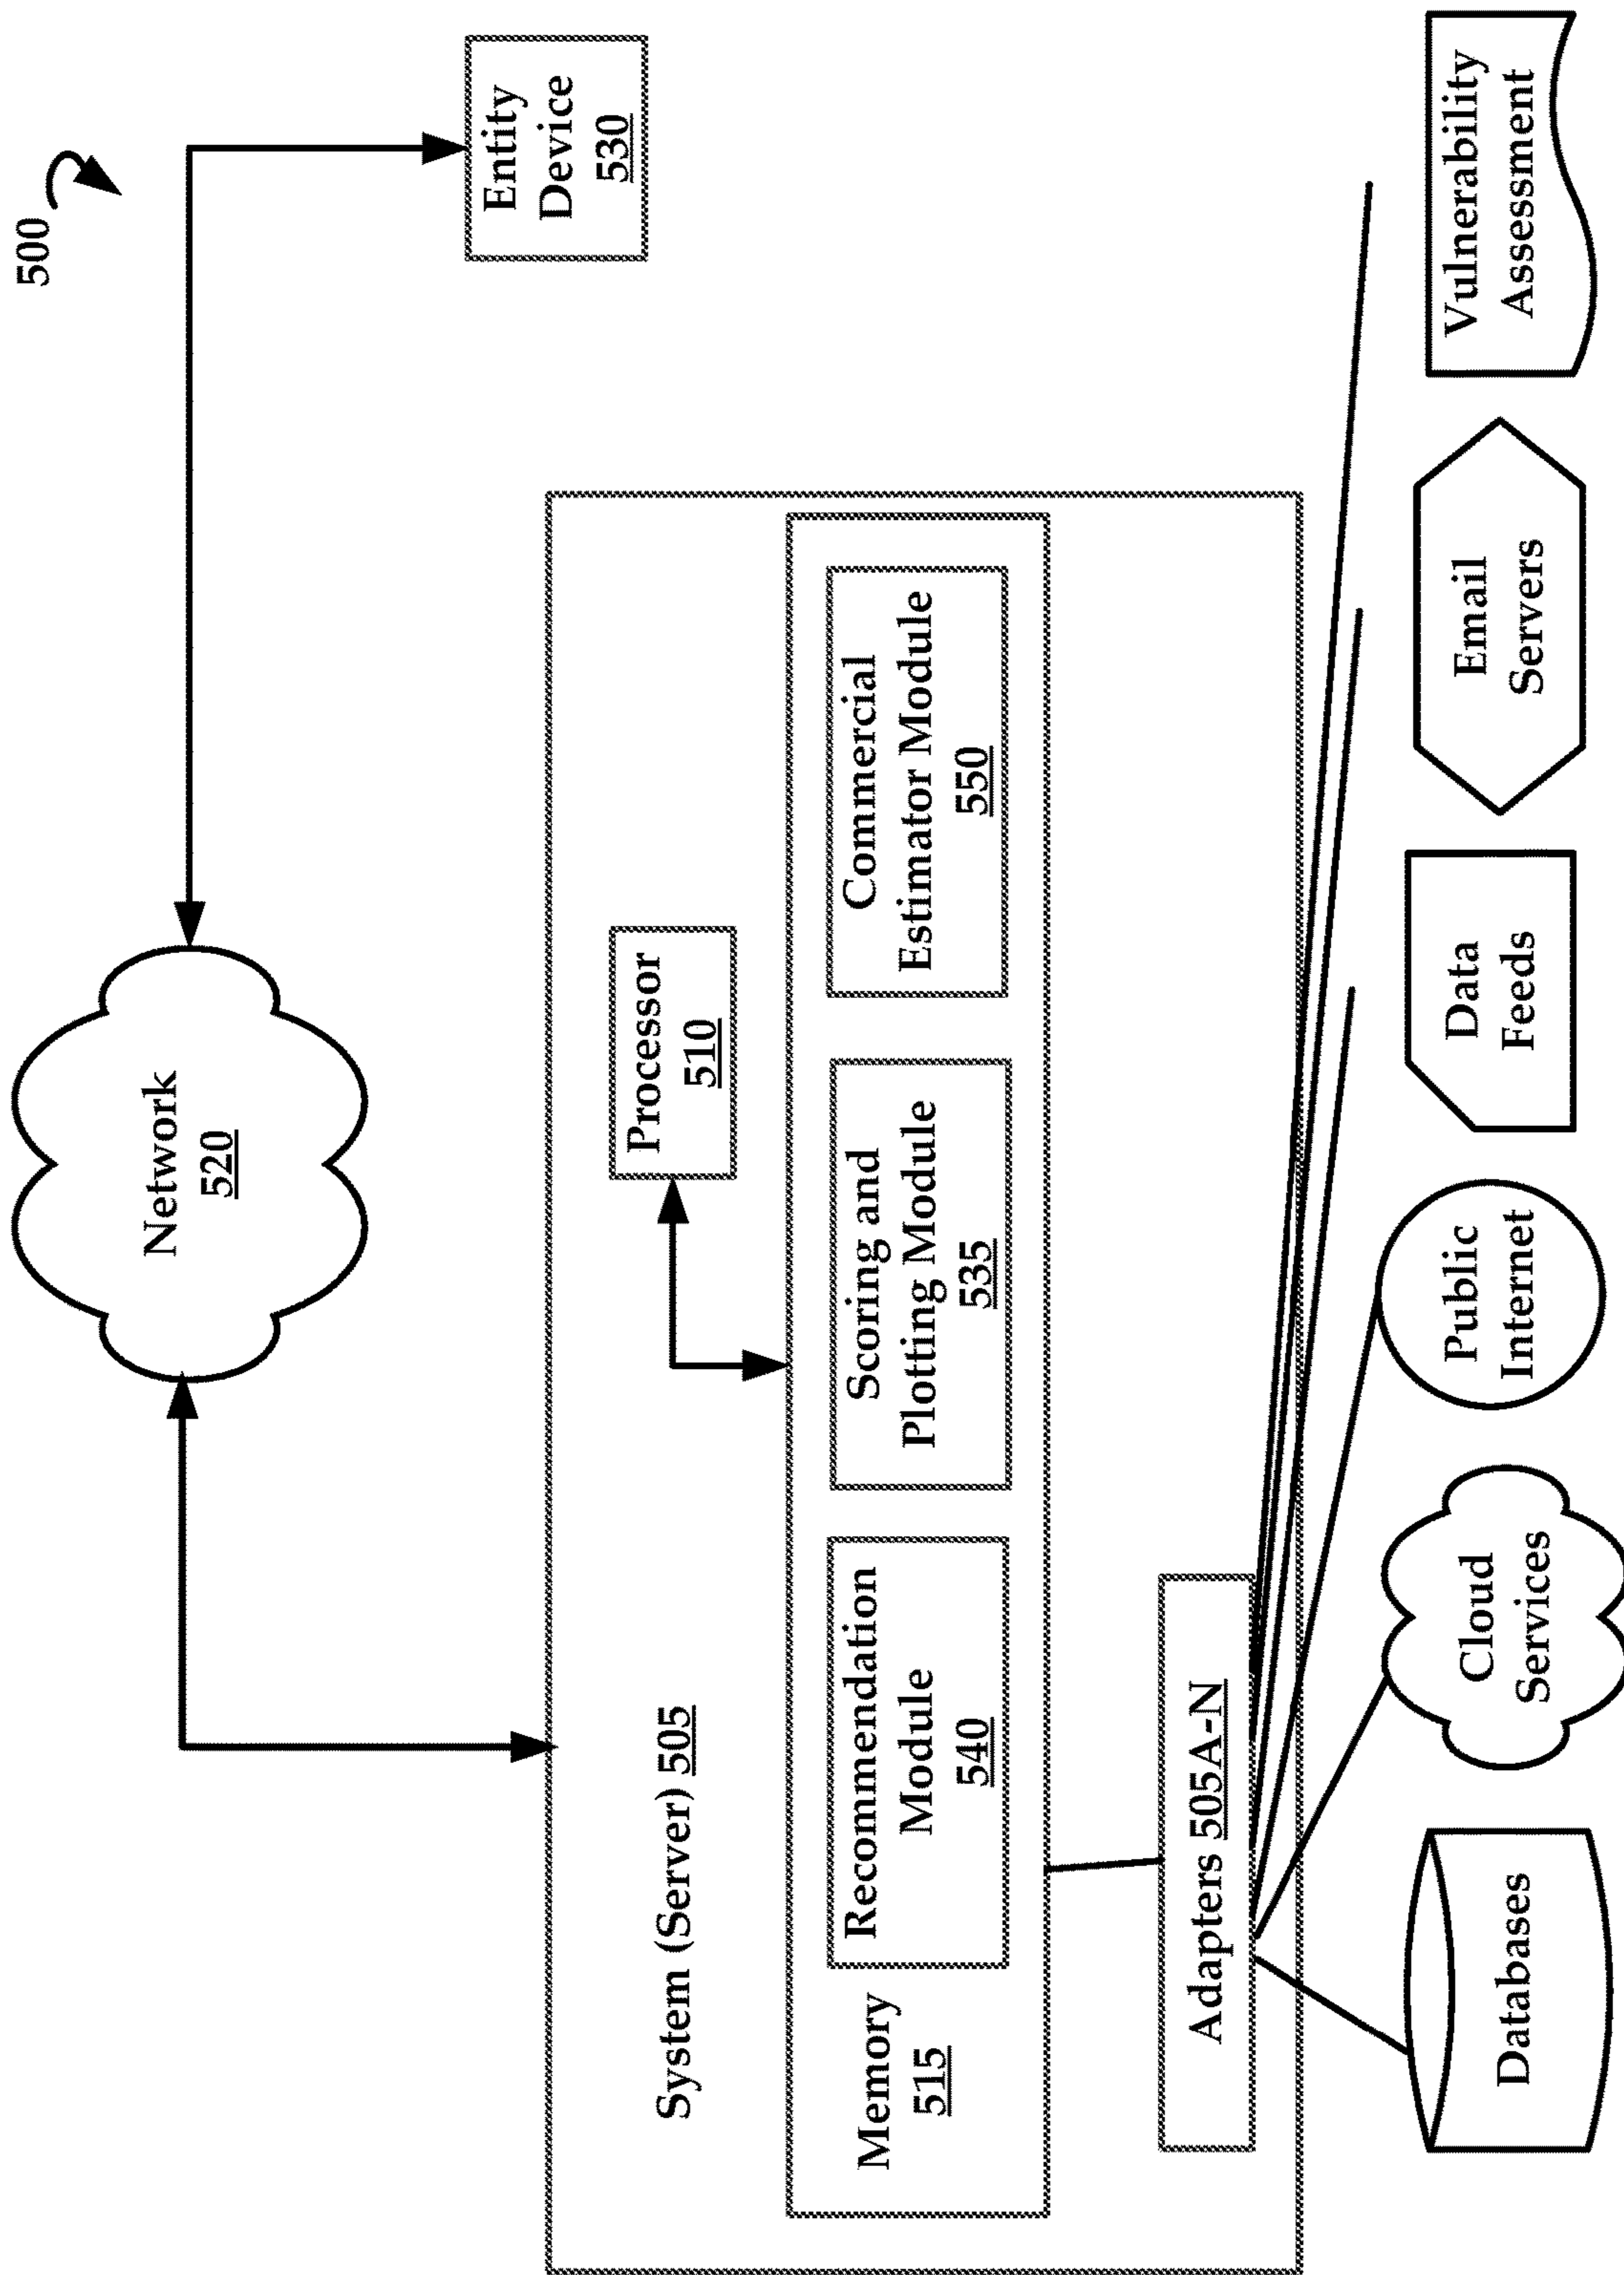 500
Network
520
Entity
Device
530
System (Server) 505
Processor
510
Memory
515
Recommendation
Module
540
Scoring and
Plotting Module
535
Commercial
Estimator Module
550
Adapters 505A-N
Databases
Cloud
Services
Public
Internet
Data
Feeds
Email
Servers
Vulnerability
Assessment